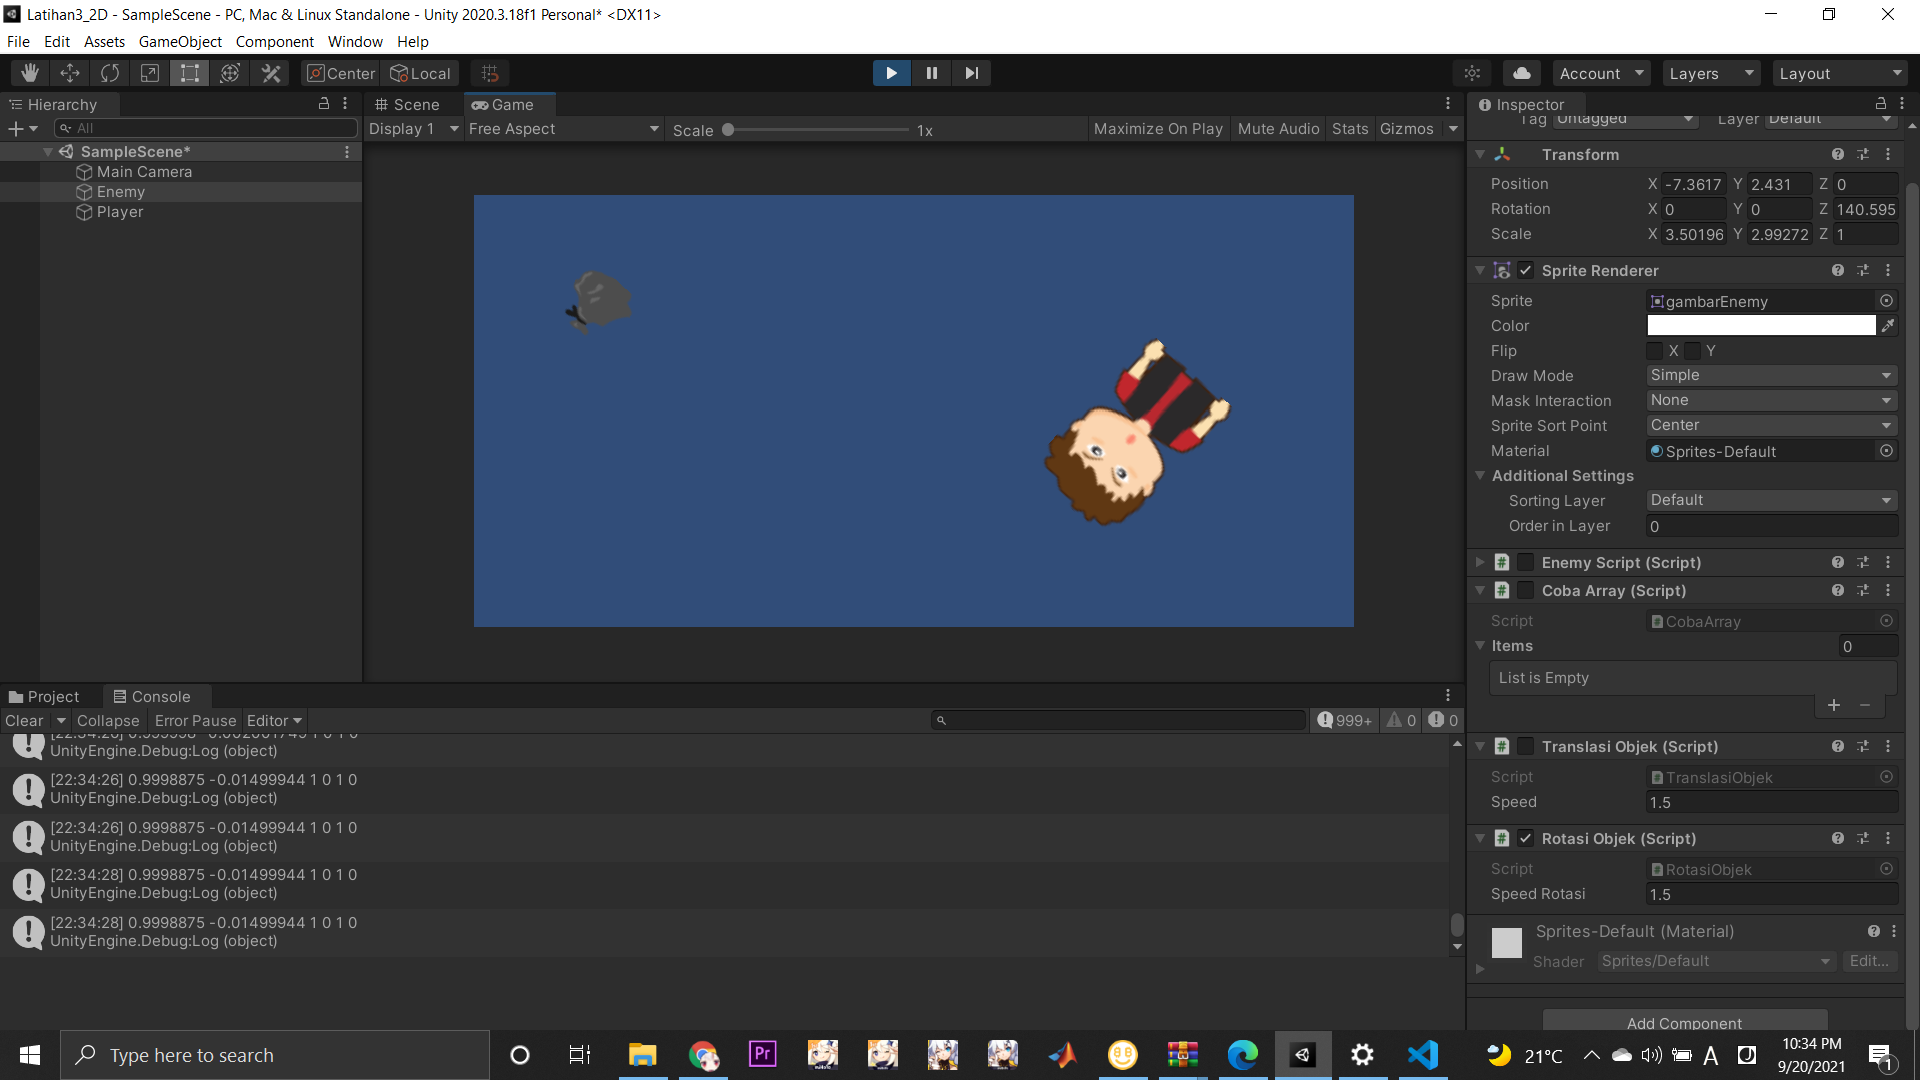 Latihan3_2D - SampleScene - PC, Mac & Linux Standalone - Unity 2020.3.18f1 Personal* <DX11>
File Edit Assets GameObject Component Window Help
Center Local
Account Layers Layout
Hierarchy
All
SampleScene*
Main Camera
Enemy
Player
Scene Game
Display 1 Free Aspect Scale 1x Maximize On Play Mute Audio Stats Gizmos
Inspector
Tag Untagged Layer Default
Transform
Position X -7.3617 Y 2.431 Z 0
Rotation X 0 Y 0 Z 140.595
Scale X 3.50196 Y 2.99272 Z 1
Sprite Renderer
Sprite gambarEnemy
Color
Flip X Y
Draw Mode Simple
Mask Interaction None
Sprite Sort Point Center
Material Sprites-Default
Additional Settings
Sorting Layer Default
Order in Layer 0
Enemy Script (Script)
Coba Array (Script)
Script CobaArray
Items 0
List is Empty
+ −
Translasi Objek (Script)
Script TranslasiObjek
Speed 1.5
Rotasi Objek (Script)
Script RotasiObjek
Speed Rotasi 1.5
Sprites-Default (Material)
Shader Sprites/Default Edit...
Add Component
Project Console
Clear Collapse Error Pause Editor 999+ 0 0
UnityEngine.Debug:Log (object)
[22:34:26] 0.9998875 -0.01499944 1 0 1 0
UnityEngine.Debug:Log (object)
[22:34:26] 0.9998875 -0.01499944 1 0 1 0
UnityEngine.Debug:Log (object)
[22:34:28] 0.9998875 -0.01499944 1 0 1 0
UnityEngine.Debug:Log (object)
[22:34:28] 0.9998875 -0.01499944 1 0 1 0
UnityEngine.Debug:Log (object)
Type here to search
Pr
21°C
A
10:34 PM
9/20/2021
1